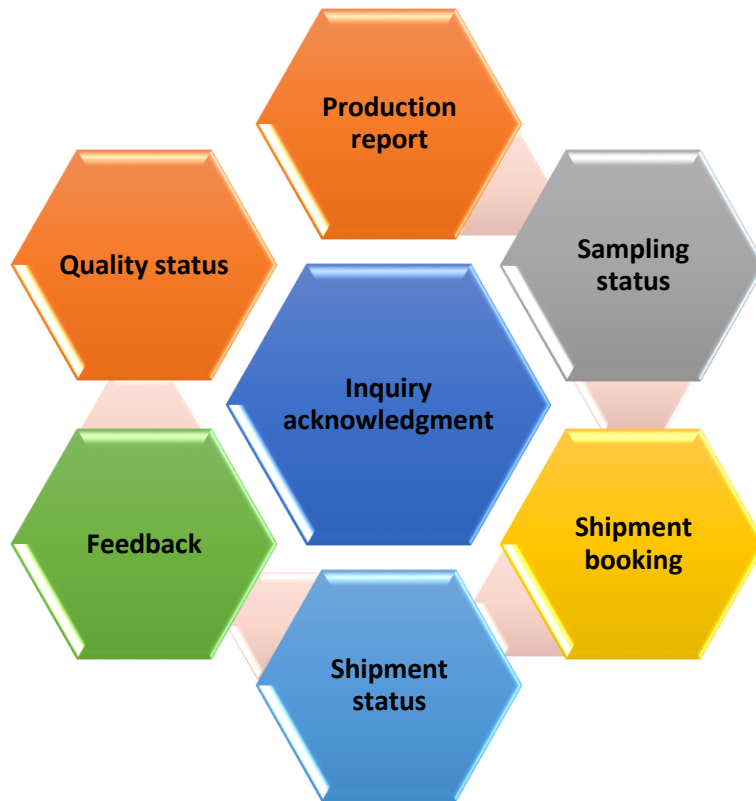 Production
report
Quality status
Sampling
status
Inquiry
acknowledgment
Feedback
Shipment
booking
Shipment
status